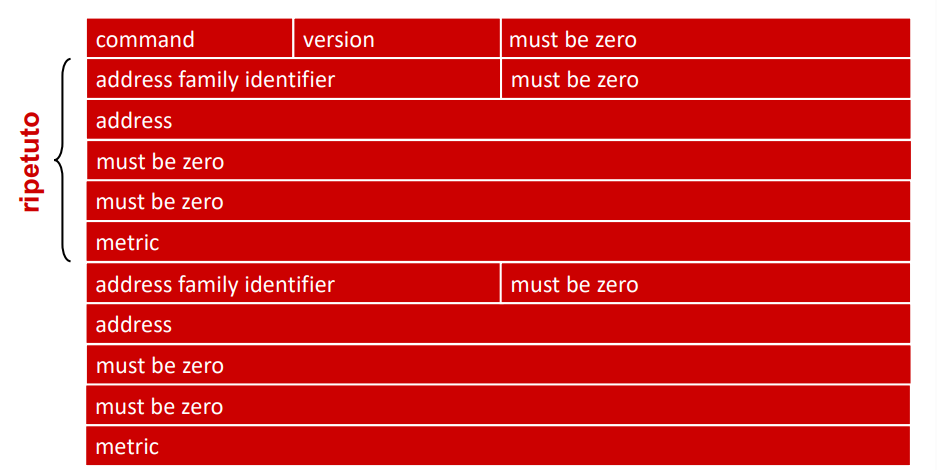 command version must be zero
ripetuto
address family identifier must be zero
address
must be zero
must be zero
metric
address family identifier must be zero
address
must be zero
must be zero
metric